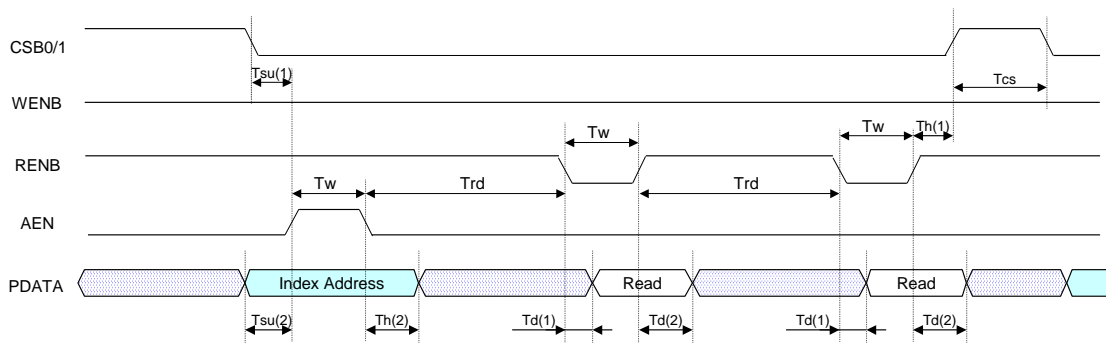 CSB0/1
Tsu(1)
Tcs
WENB
Tw
Tw
Th(1)
RENB
Tw
Trd
Trd
AEN
PDATA
Index Address
Read
Read
Tsu(2)
Th(2)
Td(1)
Td(2)
Td(1)
Td(2)